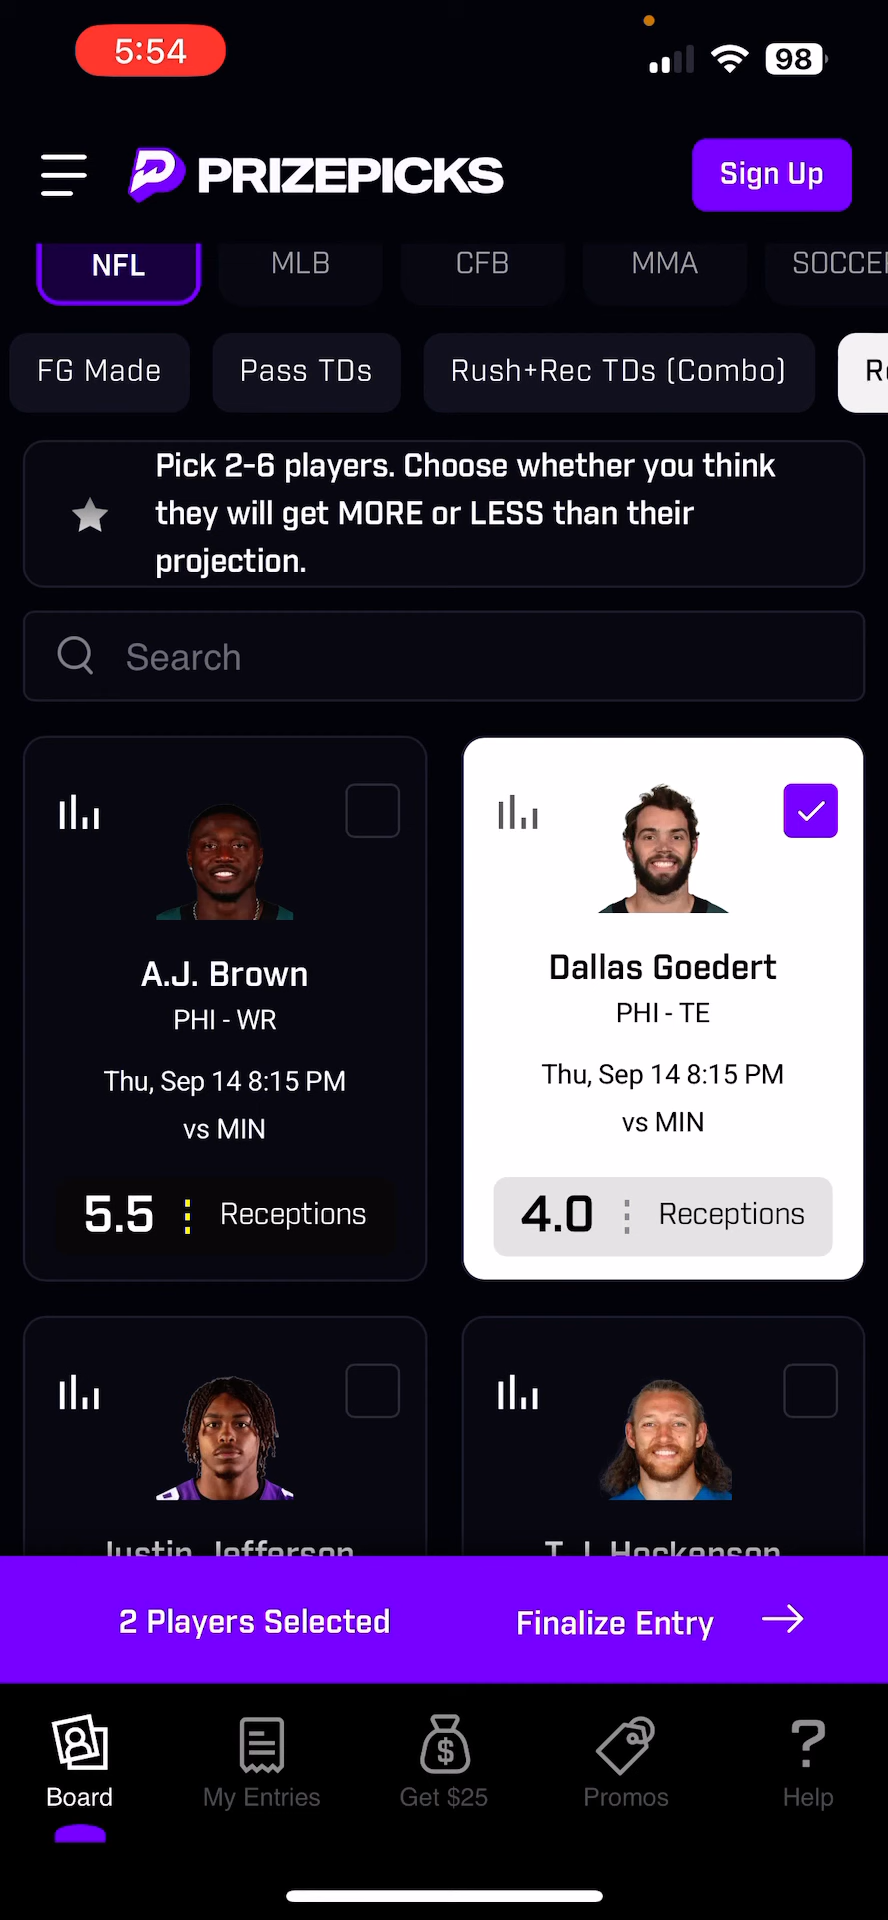 5:54
98
PRIZEPICKS
Sign Up
NFL
MLB
CFB
MMA
SOCCER
FG Made
Pass TDs
Rush+Rec TDs (Combo)
Pick 2-6 players. Choose whether you think
they will get MORE or LESS than their
projection.
Search
A.J. Brown
PHI - WR
Thu, Sep 14 8:15 PM
vs MIN
5.5
Receptions
Dallas Goedert
PHI - TE
Thu, Sep 14 8:15 PM
vs MIN
4.0
Receptions
Justin Jefferson
T.J. Hockenson
2 Players Selected
Finalize Entry
Board
My Entries
Get $25
Promos
Help